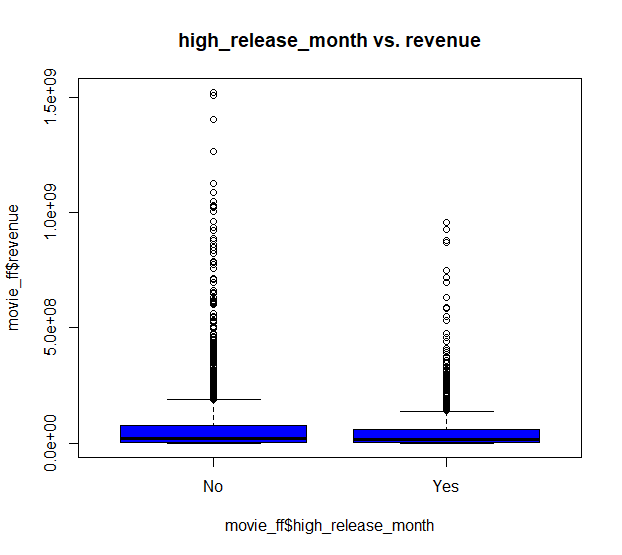 high_release_month vs. revenue
1.5e+09
1.0e+09
5.0e+08
0.0e+00
movie_ff$revenue
No Yes
movie_ff$high_release_month